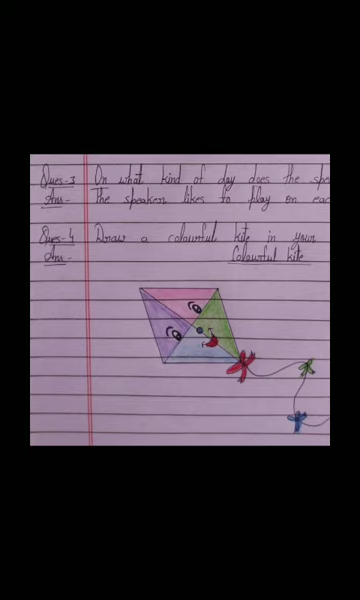 Ques-3 On what kind of day does the spe
Ans- The speaker likes to play on eac
Ques-4 Draw a colourful kite in your
Ans- Colourful kite